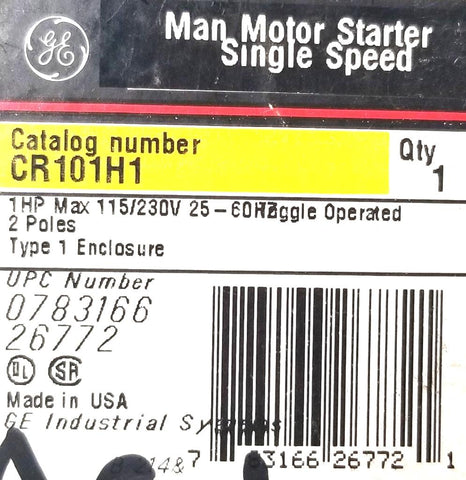 GE
Man Motor Starter
Single Speed
Catalog number
CR101H1
Qty
1
1HP Max 115/230V 25-60HZ Toggle Operated
2 Poles
Type 1 Enclosure
UPC Number
0783166
26772
UL SA
Made in USA
GE Industrial Systems
214&
7 83166 26772 1